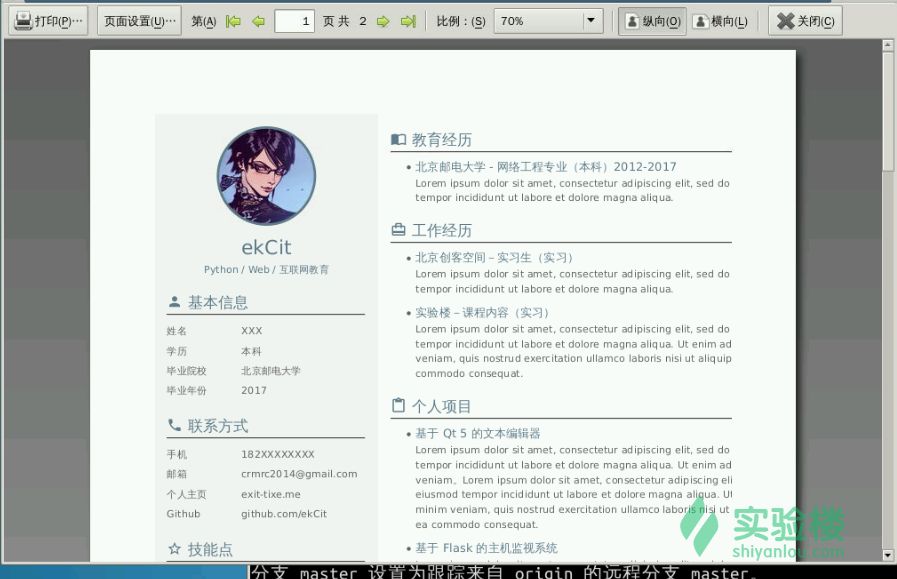 打印(P)…
页面设置(U)…
第(A)
1
页 共 2
比例：(S)
70%
纵向(O)
横向(L)
关闭(C)
ekCit
Python / Web / 互联网教育
基本信息
姓名 XXX
学历 本科
毕业院校 北京邮电大学
毕业年份 2017
联系方式
手机 182XXXXXXXX
邮箱 crmrc2014@gmail.com
个人主页 exit-tixe.me
Github github.com/ekCit
技能点
教育经历
北京邮电大学 - 网络工程专业（本科）2012-2017
Lorem ipsum dolor sit amet, consectetur adipiscing elit, sed do
tempor incididunt ut labore et dolore magna aliqua.
工作经历
北京创客空间 – 实习生（实习）
Lorem ipsum dolor sit amet, consectetur adipiscing elit, sed do
tempor incididunt ut labore et dolore magna aliqua.
实验楼 – 课程内容（实习）
Lorem ipsum dolor sit amet, consectetur adipiscing elit, sed do
tempor incididunt ut labore et dolore magna aliqua. Ut enim ad
veniam, quis nostrud exercitation ullamco laboris nisi ut aliquip
commodo consequat.
个人项目
基于 Qt 5 的文本编辑器
Lorem ipsum dolor sit amet, consectetur adipiscing elit, sed do
tempor incididunt ut labore et dolore magna aliqua. Ut enim ad
veniam, Lorem ipsum dolor sit amet, consectetur adipiscing eli
eiusmod tempor incididunt ut labore et dolore magna aliqua. Ut
minim veniam, quis nostrud exercitation ullamco laboris nisi ut
ea commodo consequat.
基于 Flask 的主机监视系统
实验楼
shiyanlou.com
分支 master 设置为跟踪来自 origin 的远程分支 master。